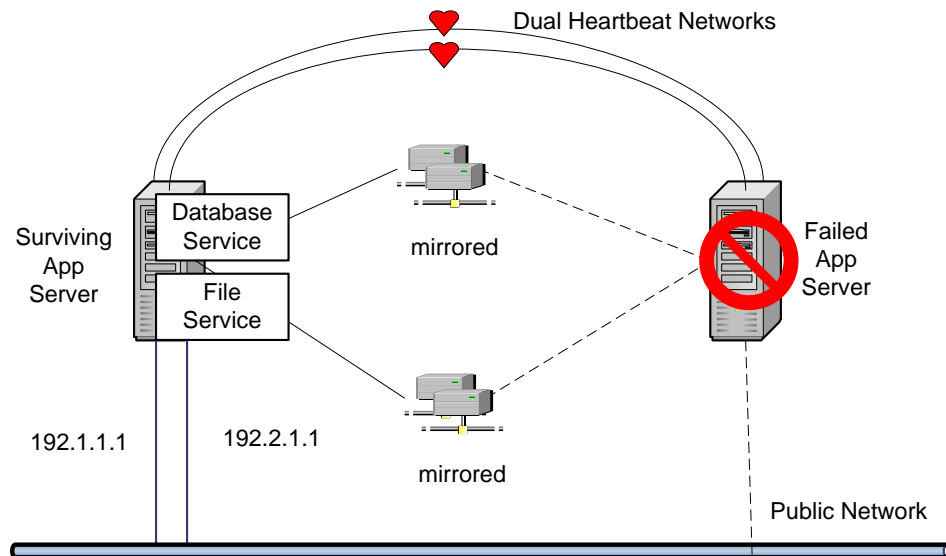 Dual Heartbeat Networks
Database
Service
Surviving
App
Server
File
Service
mirrored
Failed
App
Server
192.1.1.1
192.2.1.1
mirrored
Public Network